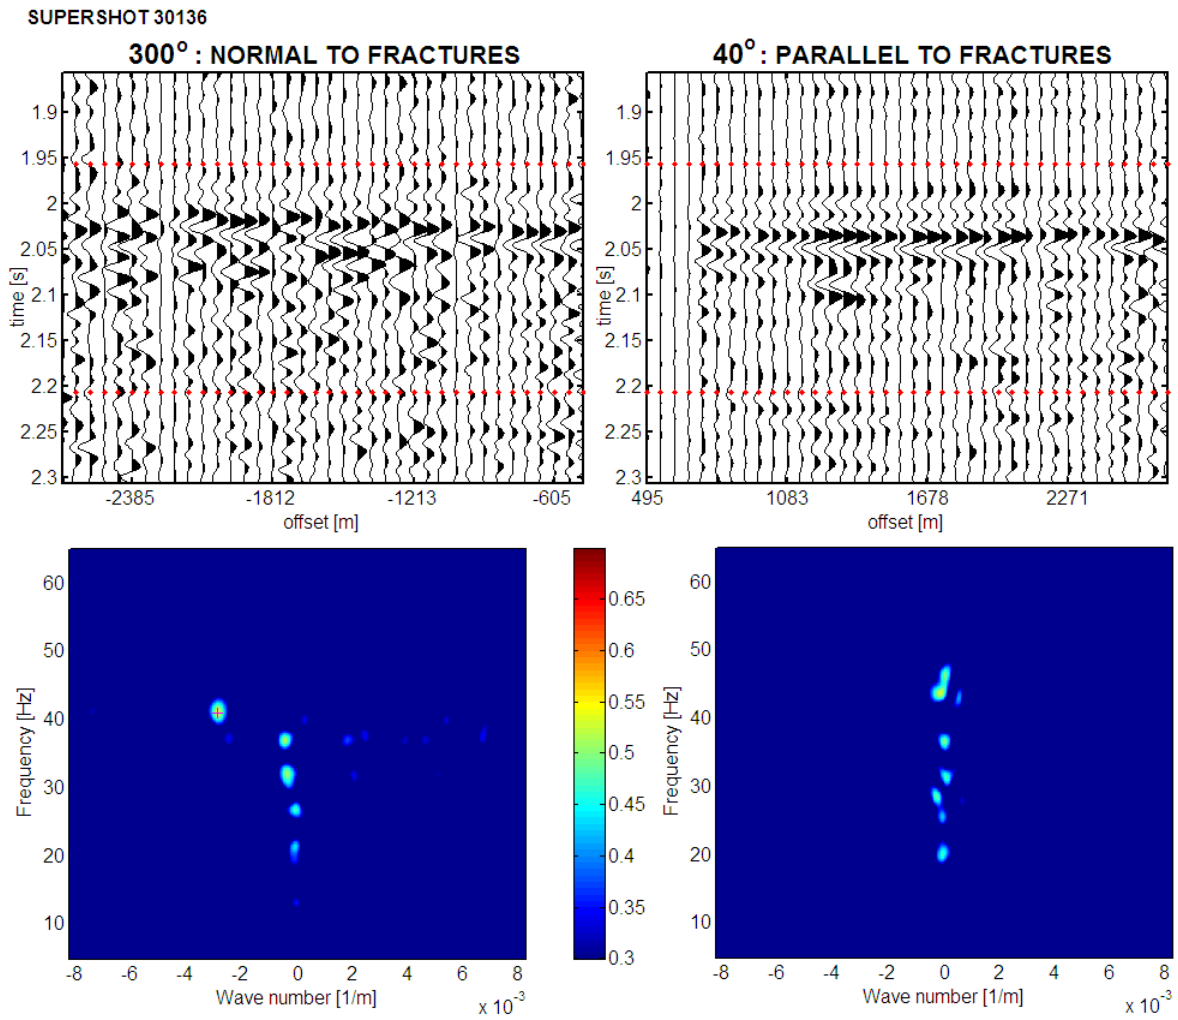 SUPERSHOT 30136
300° : NORMAL TO FRACTURES
40° : PARALLEL TO FRACTURES
1.9
1.95
2
2.05
2.1
2.15
2.2
2.25
2.3
time [s]
-2385 -1812 -1213 -605
offset [m]
1.9
1.95
2
2.05
2.1
2.15
2.2
2.25
2.3
time [s]
495 1083 1678 2271
offset [m]
60
50
40
30
20
10
Frequency [Hz]
-8 -6 -4 -2 0 2 4 6 8
Wave number [1/m]
x 10⁻³
0.65
0.6
0.55
0.5
0.45
0.4
0.35
0.3
60
50
40
30
20
10
Frequency [Hz]
-8 -6 -4 -2 0 2 4 6 8
Wave number [1/m]
x 10⁻³